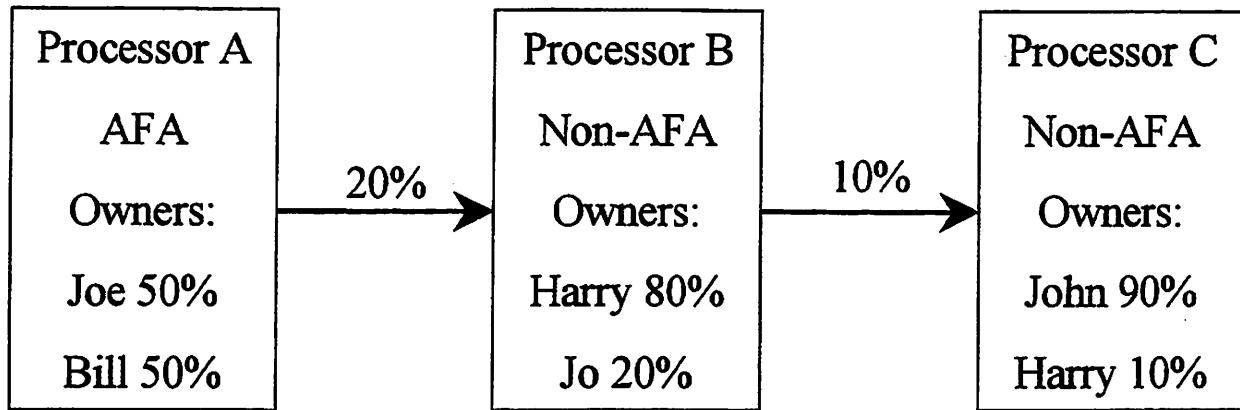 Processor A
AFA
Owners:
Joe 50%
Bill 50%
20%
Processor B
Non-AFA
Owners:
Harry 80%
Jo 20%
10%
Processor C
Non-AFA
Owners:
John 90%
Harry 10%